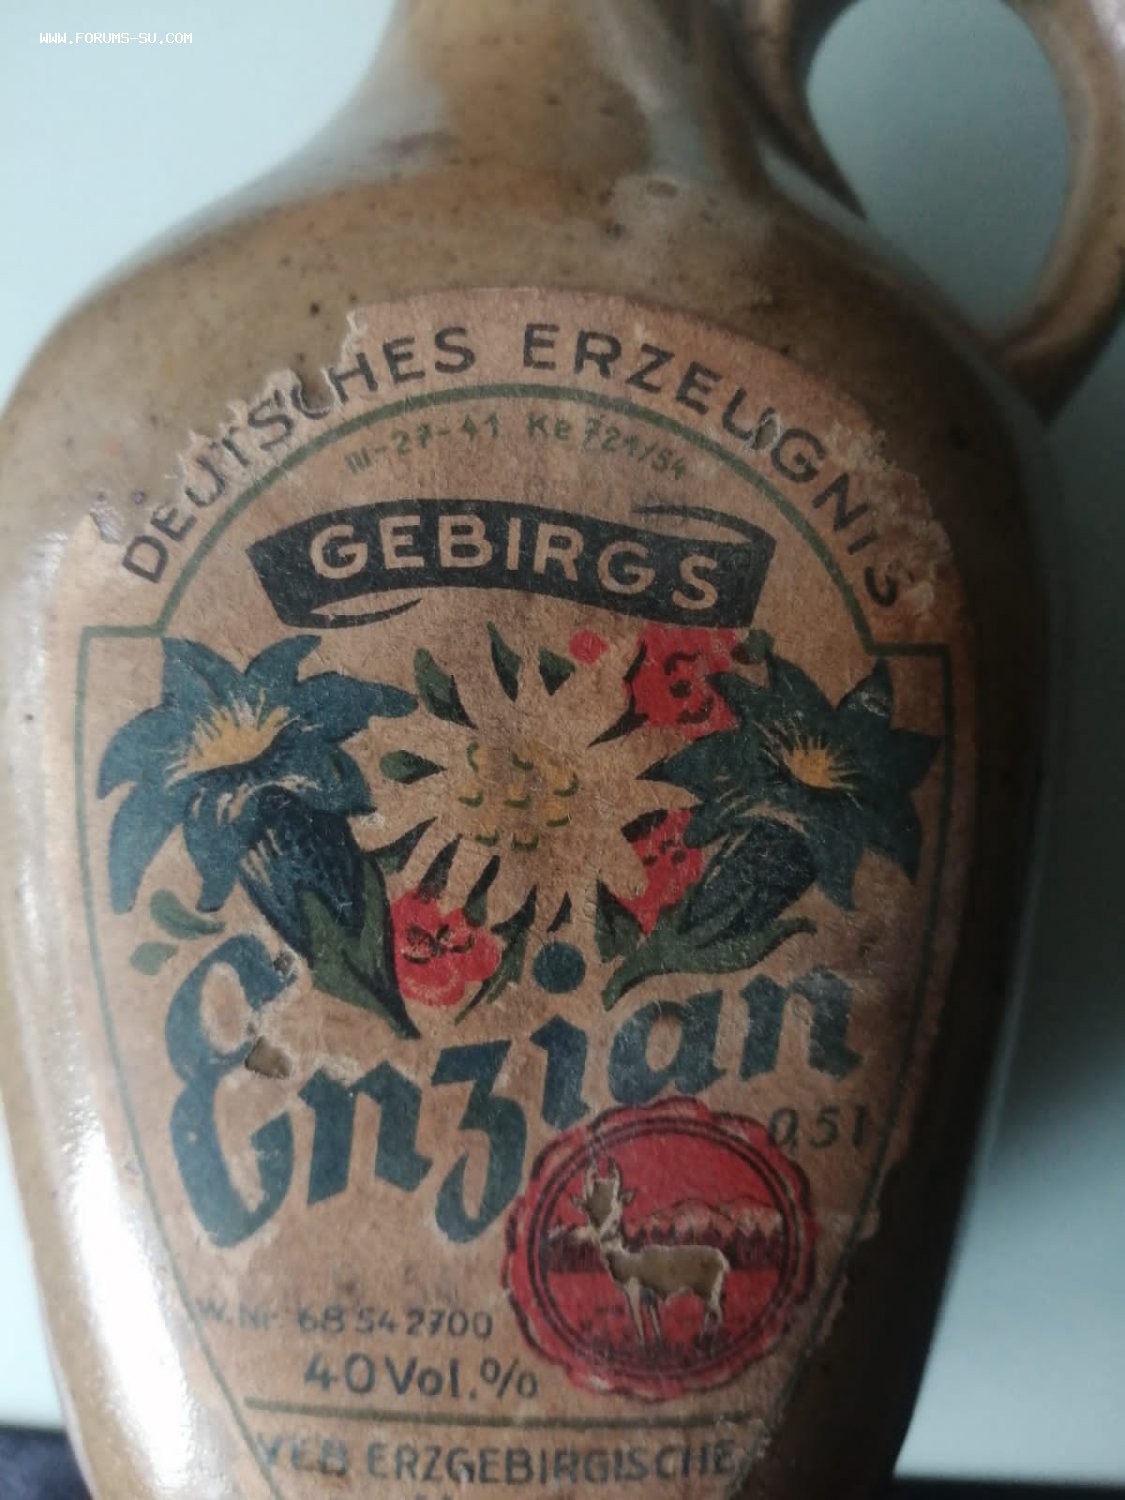 WWW.FORUMS-SU.COM
DEUTSCHES ERZEUGNIS
III-27-41 Ke 721/54
GEBIRGS
Enzian
0,5 l
W.Nr. 68 54 2700
40 Vol.%
VEB ERZGEBIRGISCHE